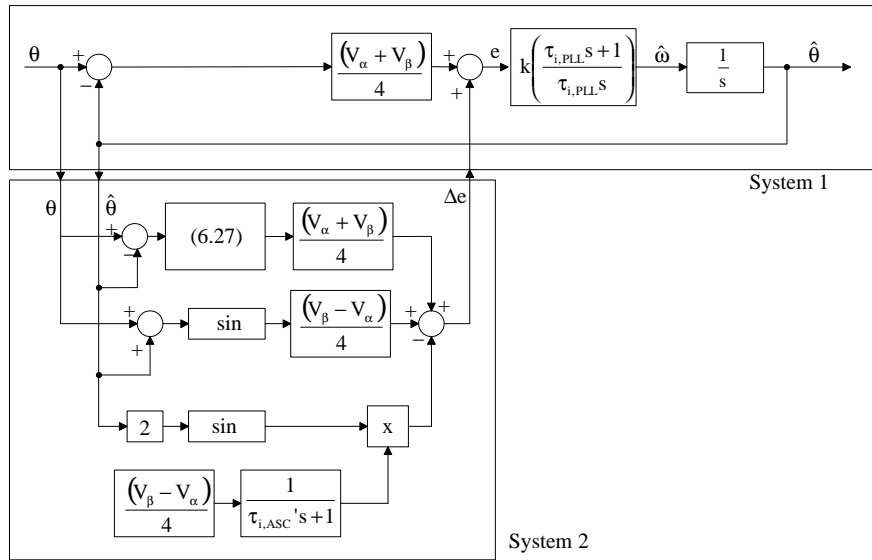 θ + − (Vα + Vβ) / 4 + + e k( (τi,PLL s + 1) / (τi,PLL s) ) ω̂ 1/s θ̂
System 1
θ θ̂ Δe
+ − (6.27) (Vα + Vβ) / 4
+ + sin (Vβ − Vα) / 4 + + −
2 sin x
(Vβ − Vα) / 4 1 / (τi,ASC's + 1)
System 2